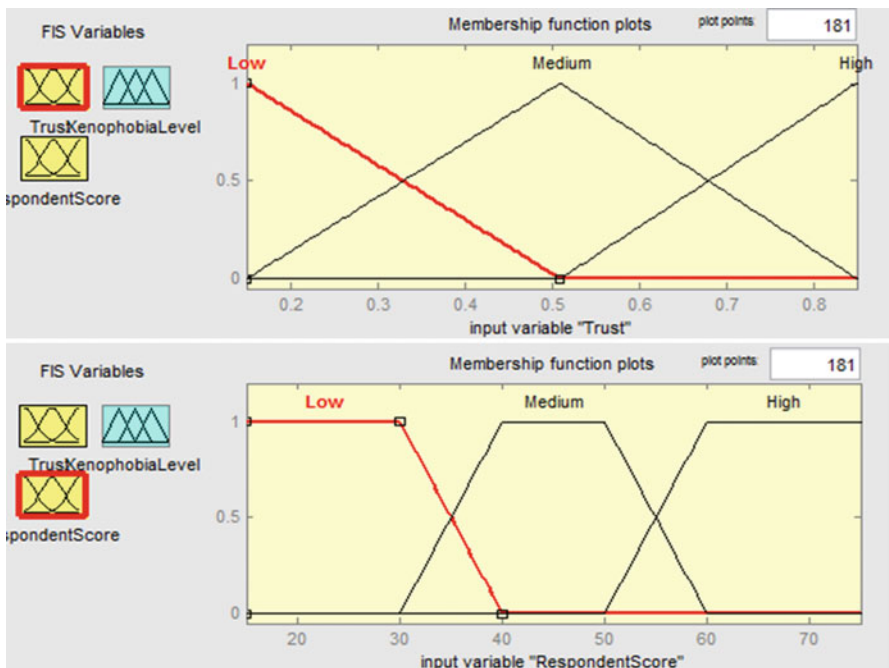 FIS Variables
Membership function plots
plot points:
181
Low
Medium
High
TrustXenophobiaLevel
spondentScore
1
0.5
0
0.2 0.3 0.4 0.5 0.6 0.7 0.8
input variable "Trust"
FIS Variables
Membership function plots
plot points:
181
Low
Medium
High
TrustXenophobiaLevel
spondentScore
1
0.5
0
20 30 40 50 60 70
input variable "RespondentScore"